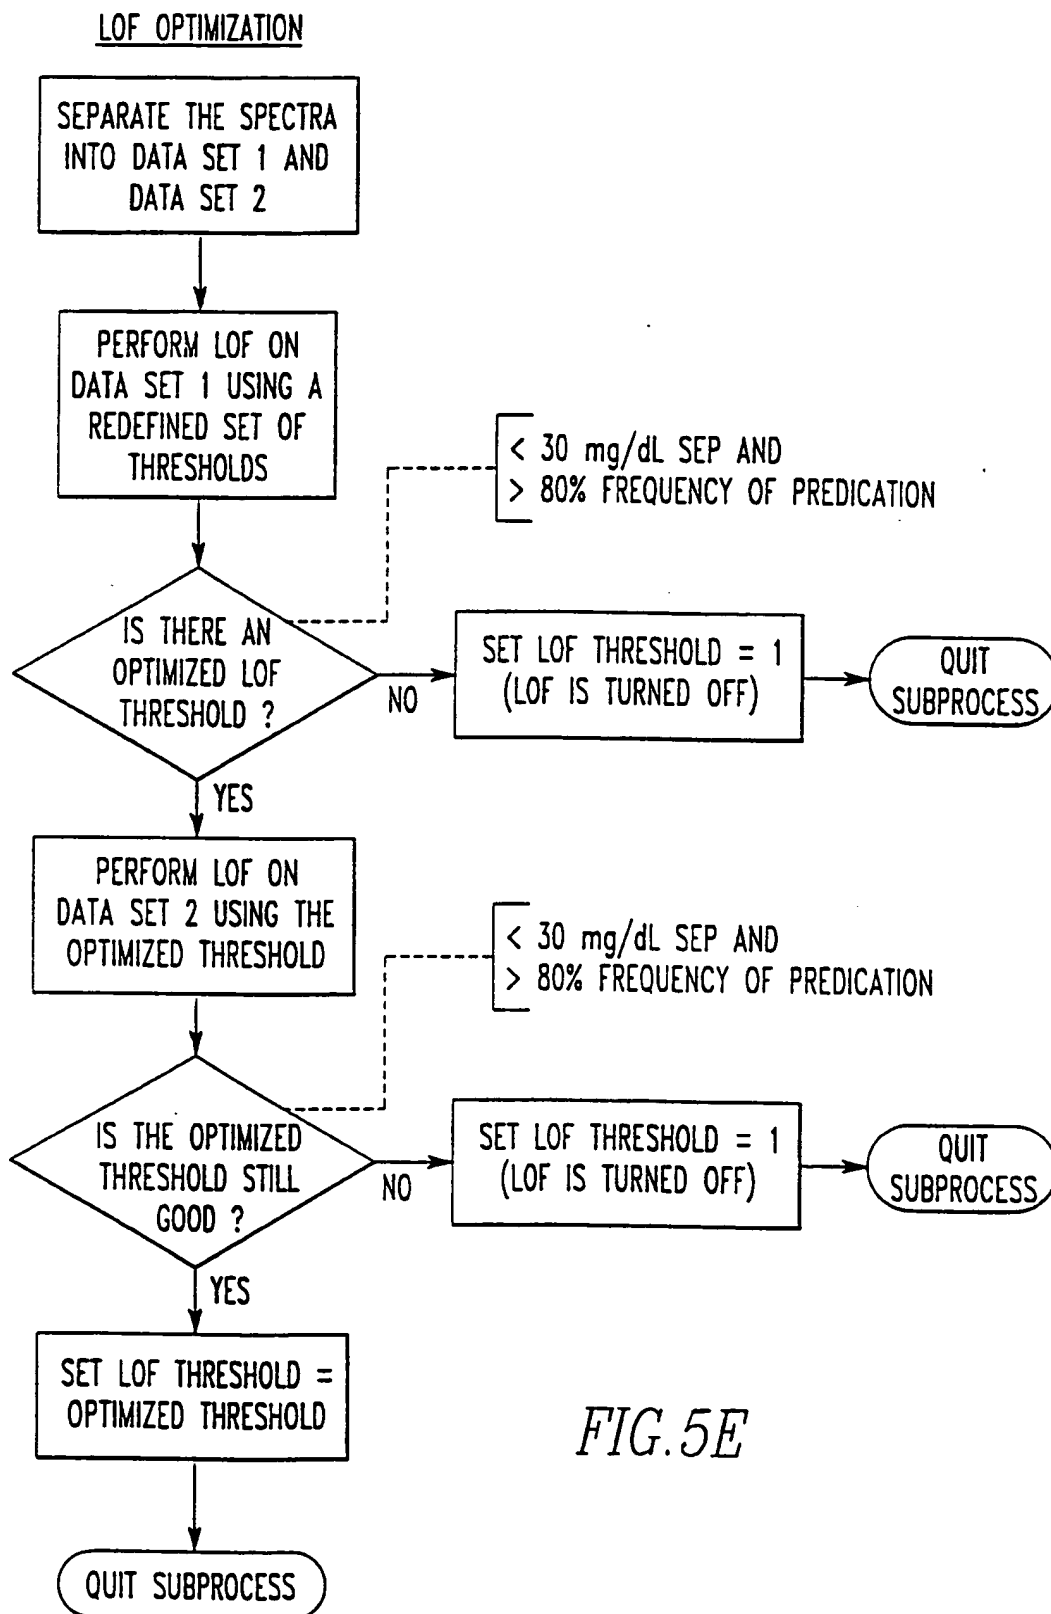 LOF OPTIMIZATION
SEPARATE THE SPECTRA
INTO DATA SET 1 AND
DATA SET 2
PERFORM LOF ON
DATA SET 1 USING A
REDEFINED SET OF
THRESHOLDS
< 30 mg/dL SEP AND
> 80% FREQUENCY OF PREDICATION
IS THERE AN
OPTIMIZED LOF
THRESHOLD ?
NO
SET LOF THRESHOLD = 1
(LOF IS TURNED OFF)
QUIT
SUBPROCESS
YES
PERFORM LOF ON
DATA SET 2 USING THE
OPTIMIZED THRESHOLD
< 30 mg/dL SEP AND
> 80% FREQUENCY OF PREDICATION
IS THE OPTIMIZED
THRESHOLD STILL
GOOD ?
NO
SET LOF THRESHOLD = 1
(LOF IS TURNED OFF)
QUIT
SUBPROCESS
YES
SET LOF THRESHOLD =
OPTIMIZED THRESHOLD
QUIT SUBPROCESS
FIG.5E